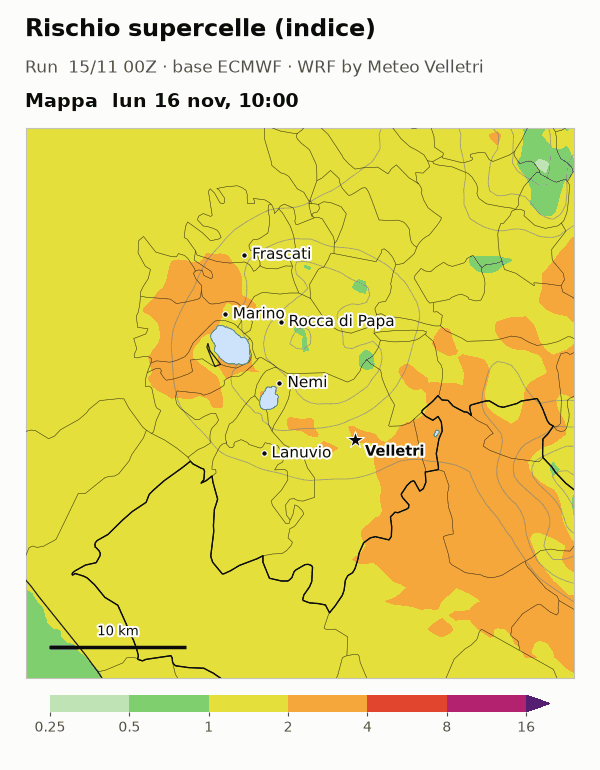 Rischio supercelle (indice)
Run  15/11 00Z · base ECMWF · WRF by Meteo Velletri
Mappa  lun 16 nov, 10:00
Frascati
Marino
Rocca di Papa
Nemi
Velletri
Lanuvio
10 km
0.25 0.5 1 2 4 8 16